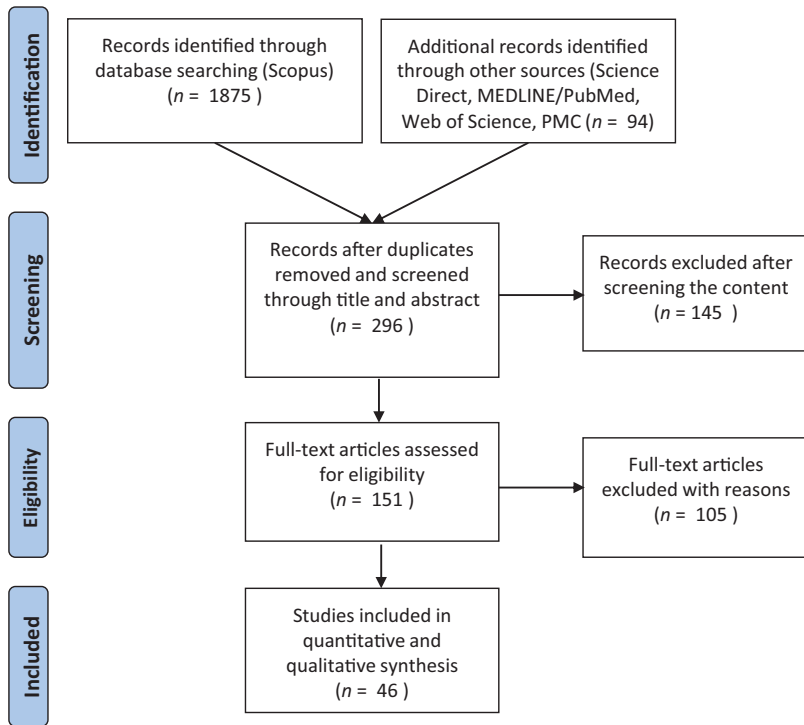 Identification
Records identified through
database searching (Scopus)
(n = 1875 )
Additional records identified
through other sources (Science
Direct, MEDLINE/PubMed,
Web of Science, PMC (n = 94)
Screening
Records after duplicates
removed and screened
through title and abstract
(n = 296 )
Records excluded after
screening the content
(n = 145 )
Eligibility
Full-text articles assessed
for eligibility
(n = 151 )
Full-text articles
excluded with reasons
(n = 105 )
Included
Studies included in
quantitative and
qualitative synthesis
(n = 46 )